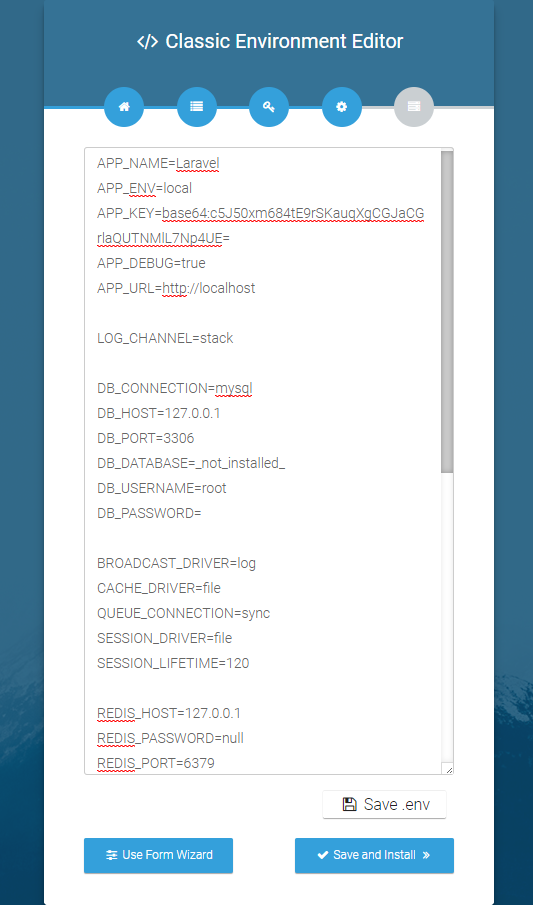 </> Classic Environment Editor
APP_NAME=Laravel
APP_ENV=local
APP_KEY=base64:c5J50xm684tE9rSKauqXgCGJaCG
rlaQUTNMlL7Np4UE=
APP_DEBUG=true
APP_URL=http://localhost
LOG_CHANNEL=stack
DB_CONNECTION=mysql
DB_HOST=127.0.0.1
DB_PORT=3306
DB_DATABASE=_not_installed_
DB_USERNAME=root
DB_PASSWORD=
BROADCAST_DRIVER=log
CACHE_DRIVER=file
QUEUE_CONNECTION=sync
SESSION_DRIVER=file
SESSION_LIFETIME=120
REDIS_HOST=127.0.0.1
REDIS_PASSWORD=null
REDIS_PORT=6379
Save .env
Use Form Wizard
Save and Install »